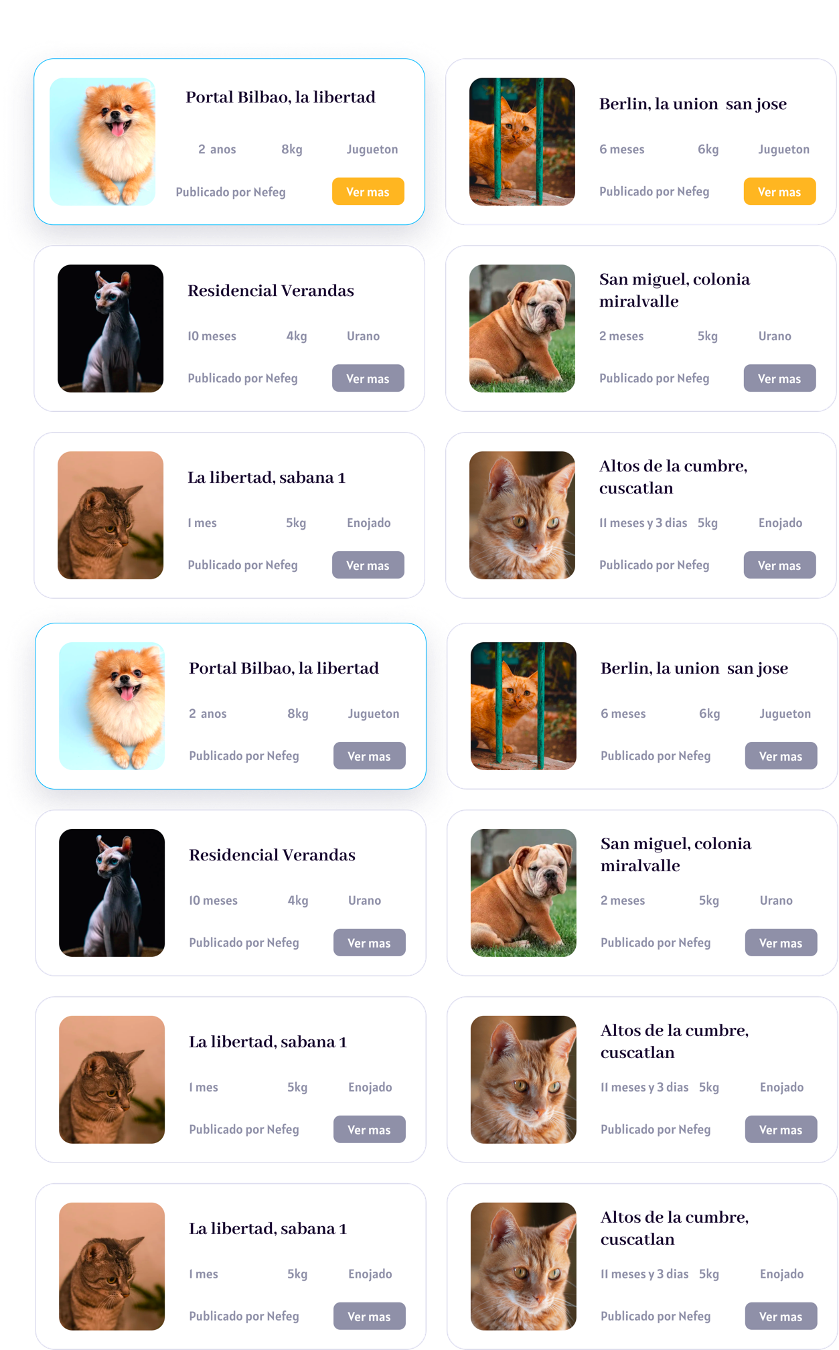 Portal Bilbao, la libertad
2 anos 8kg Jugueton
Publicado por Nefeg Ver mas
Berlin, la union san jose
6 meses 6kg Jugueton
Publicado por Nefeg Ver mas
Residencial Verandas
10 meses 4kg Urano
Publicado por Nefeg Ver mas
San miguel, colonia
miralvalle
2 meses 5kg Urano
Publicado por Nefeg Ver mas
La libertad, sabana 1
1 mes 5kg Enojado
Publicado por Nefeg Ver mas
Altos de la cumbre,
cuscatlan
11 meses y 3 dias 5kg Enojado
Publicado por Nefeg Ver mas
Portal Bilbao, la libertad
2 anos 8kg Jugueton
Publicado por Nefeg Ver mas
Berlin, la union san jose
6 meses 6kg Jugueton
Publicado por Nefeg Ver mas
Residencial Verandas
10 meses 4kg Urano
Publicado por Nefeg Ver mas
San miguel, colonia
miralvalle
2 meses 5kg Urano
Publicado por Nefeg Ver mas
La libertad, sabana 1
1 mes 5kg Enojado
Publicado por Nefeg Ver mas
Altos de la cumbre,
cuscatlan
11 meses y 3 dias 5kg Enojado
Publicado por Nefeg Ver mas
La libertad, sabana 1
1 mes 5kg Enojado
Publicado por Nefeg Ver mas
Altos de la cumbre,
cuscatlan
11 meses y 3 dias 5kg Enojado
Publicado por Nefeg Ver mas